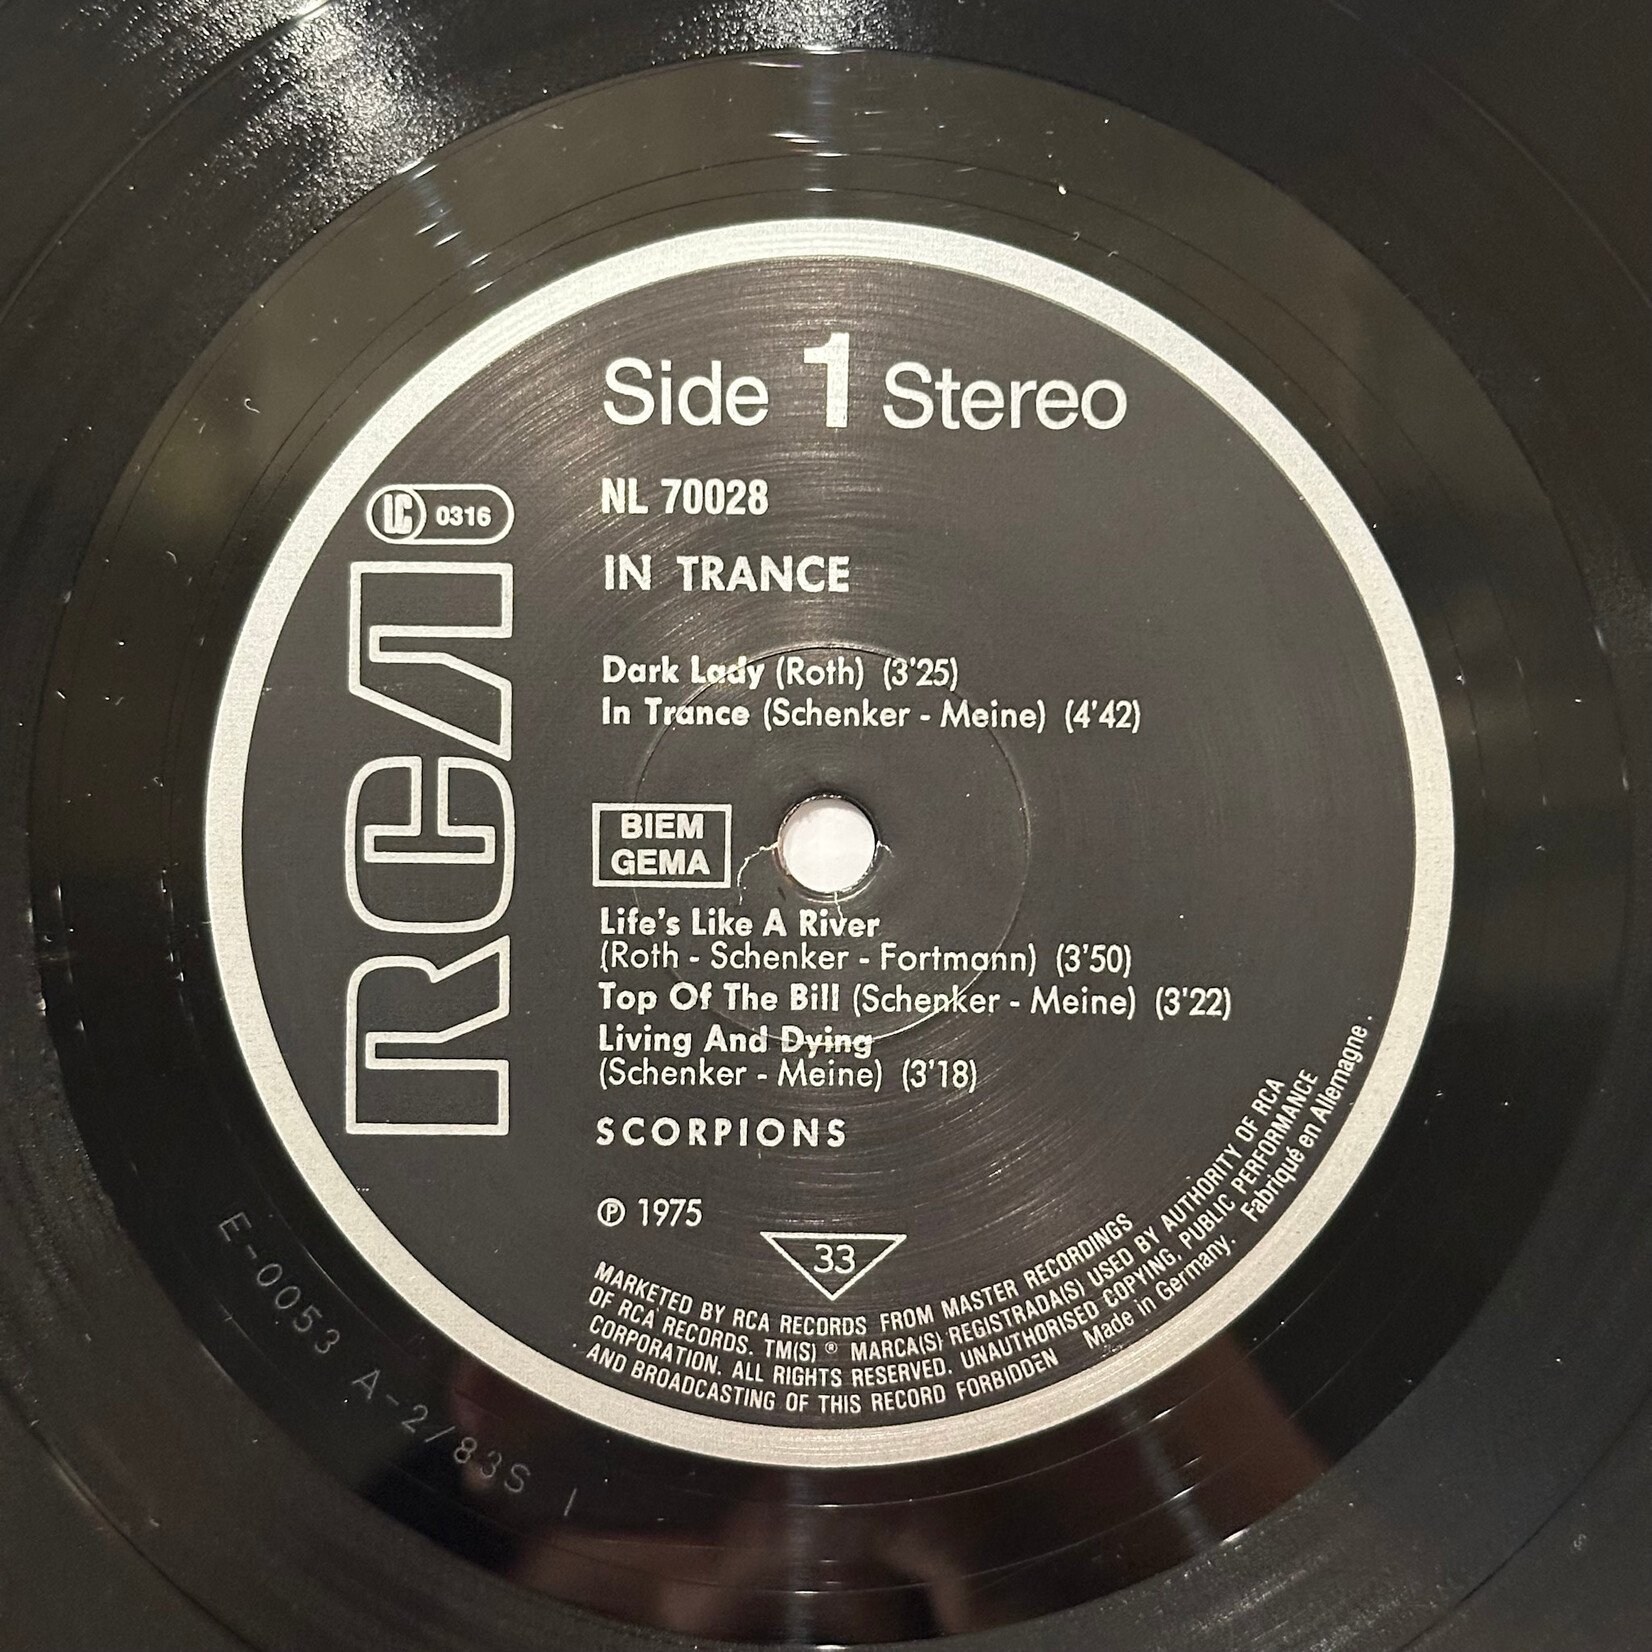 Side 1 Stereo
NL 70028
LC 0316
IN TRANCE
RCA
Dark Lady (Roth) (3'25)
In Trance (Schenker - Meine) (4'42)
BIEM
GEMA
Life's Like A River
(Roth - Schenker - Fortmann) (3'50)
Top Of The Bill (Schenker - Meine) (3'22)
Living And Dying
(Schenker - Meine) (3'18)
SCORPIONS
℗ 1975
33
MARKETED BY RCA RECORDS FROM MASTER RECORDINGS
OF RCA RECORDS. TM(S) ® MARCA(S) REGISTRADA(S) USED BY AUTHORITY OF RCA
CORPORATION. ALL RIGHTS RESERVED. UNAUTHORISED COPYING, PUBLIC PERFORMANCE
AND BROADCASTING OF THIS RECORD FORBIDDEN Made in Germany. Fabriqué en Allemagne.
E-0053 A-2/83S I